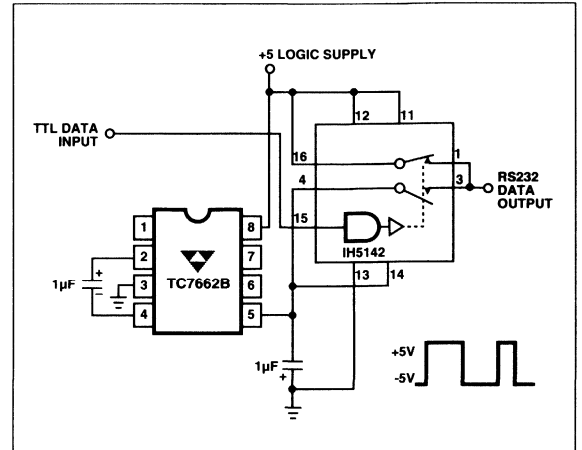 +5 LOGIC SUPPLY
12
11
TTL DATA
INPUT
16
1
4
3
RS232
DATA
OUTPUT
15
IH5142
1
8
2
7
TC7662B
3
6
4
5
1µF
+
–
13
14
1µF
+
+5V
-5V